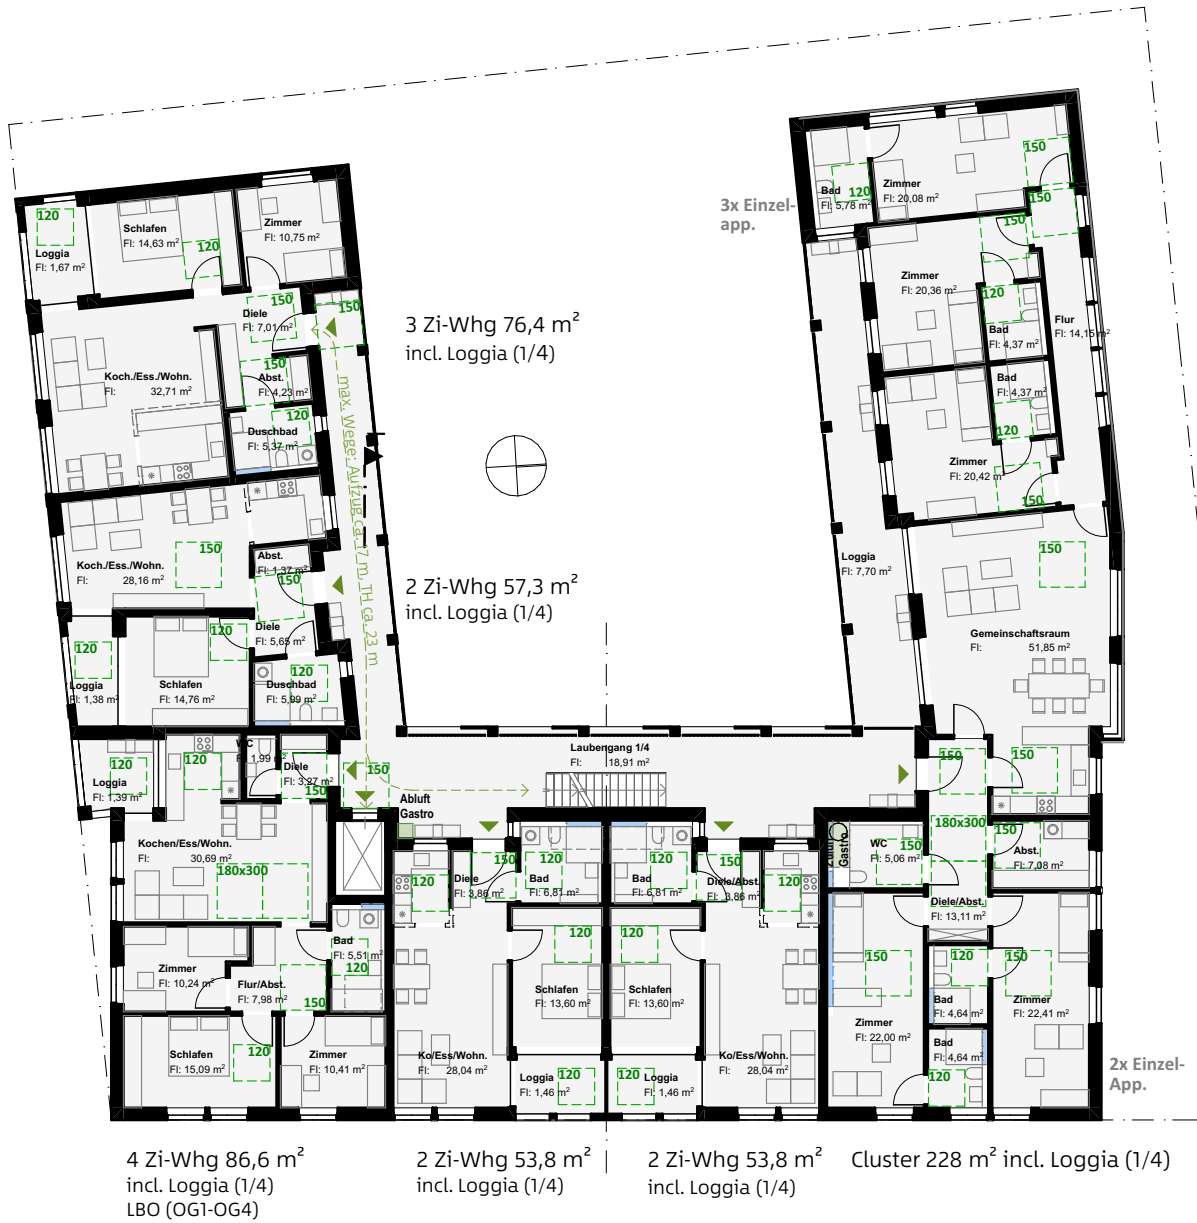 120
Loggia
Fl: 1,67 m²
Schlafen
Fl: 14,63 m²
120
Zimmer
Fl: 10,75 m²
Diele
Fl: 7,01 m²
150
150
Koch./Ess./Wohn.
Fl: 32,71 m²
150
Abst.
Fl: 4,23 m²
120
Duschbad
Fl: 5,37 m²
3 Zi-Whg 76,4 m²
incl. Loggia (1/4)
max. Wege: Aufzug ca. 17 m, TH ca. 23 m
Koch./Ess./Wohn.
Fl: 28,16 m²
150
Abst.
Fl: 1,37 m²
150
Diele
Fl: 5,65 m²
2 Zi-Whg 57,3 m²
incl. Loggia (1/4)
120
Loggia
Fl: 1,38 m²
120
Schlafen
Fl: 14,76 m²
120
Duschbad
Fl: 5,99 m²
3x Einzel-
app.
Bad
120
Fl: 5,78 m²
Zimmer
Fl: 20,08 m²
150
150
150
Zimmer
Fl: 20,36 m²
120
Bad
Fl: 4,37 m²
Flur
Fl: 14,15 m²
Bad
Fl: 4,37 m²
120
Zimmer
Fl: 20,42 m²
150
Loggia
Fl: 7,70 m²
150
Gemeinschaftsraum
Fl: 51,85 m²
120
Loggia
Fl: 1,39 m²
120
WC
Fl: 1,99 m²
Diele
Fl: 3,27 m²
150
150
Laubengang 1/4
Fl: 18,91 m²
Abluft
Gastro
150
150
180x300
Kochen/Ess/Wohn.
Fl: 30,69 m²
180x300
120
Diele
150
Fl: 3,86 m²
120
Bad
Fl: 6,81 m²
120
Bad
Fl: 6,81 m²
150
Diele/Abst.
Fl: 3,86 m²
120
Gastro
WC
150
Fl: 5,06 m²
150
Abst.
Fl: 7,08 m²
Diele/Abst.
Fl: 13,11 m²
Bad
Fl: 5,51 m²
120
Zimmer
Fl: 10,24 m²
Flur/Abst.
Fl: 7,98 m²
150
120
Schlafen
Fl: 13,60 m²
120
Schlafen
Fl: 13,60 m²
150
120
150
Bad
Fl: 4,64 m²
Zimmer
Fl: 22,41 m²
Zimmer
Fl: 22,00 m²
Bad
Fl: 4,64 m²
120
Schlafen
Fl: 15,09 m²
120
Zimmer
Fl: 10,41 m²
Ko/Ess/Wohn.
Fl: 28,04 m²
Loggia
120
Fl: 1,46 m²
120
Loggia
Fl: 1,46 m²
Ko/Ess/Wohn.
Fl: 28,04 m²
2x Einzel-
App.
4 Zi-Whg 86,6 m²
incl. Loggia (1/4)
LBO (OG1-OG4)
2 Zi-Whg 53,8 m²
incl. Loggia (1/4)
2 Zi-Whg 53,8 m²
incl. Loggia (1/4)
Cluster 228 m² incl. Loggia (1/4)